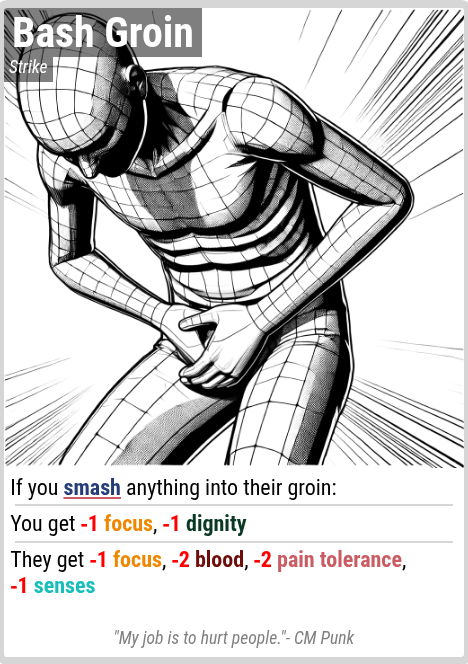 Bash Groin
Strike
If you smash anything into their groin:
You get -1 focus, -1 dignity
They get -1 focus, -2 blood, -2 pain tolerance,
-1 senses
"My job is to hurt people."- CM Punk